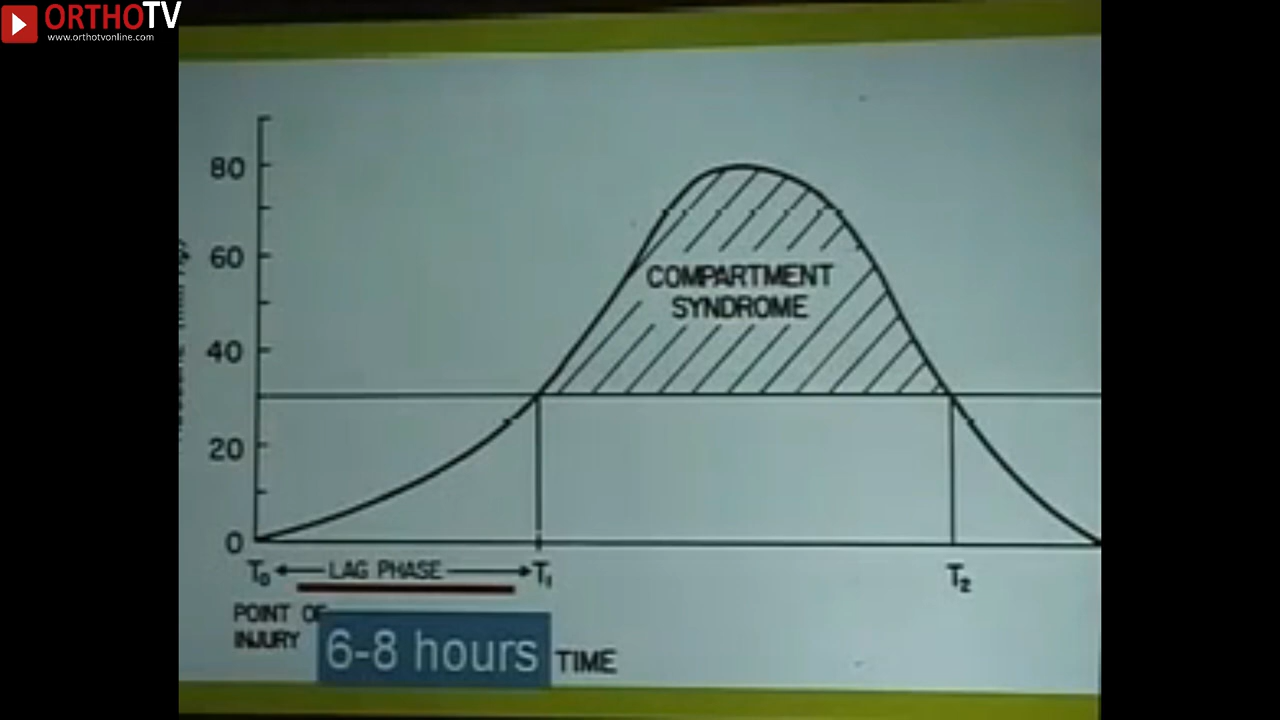 ORTHOTV
www.orthotvonline.com
80
60
40
20
0
COMPARTMENT
SYNDROME
T₀ LAG PHASE T₁
T₂
POINT OF
INJURY
6-8 hours
TIME